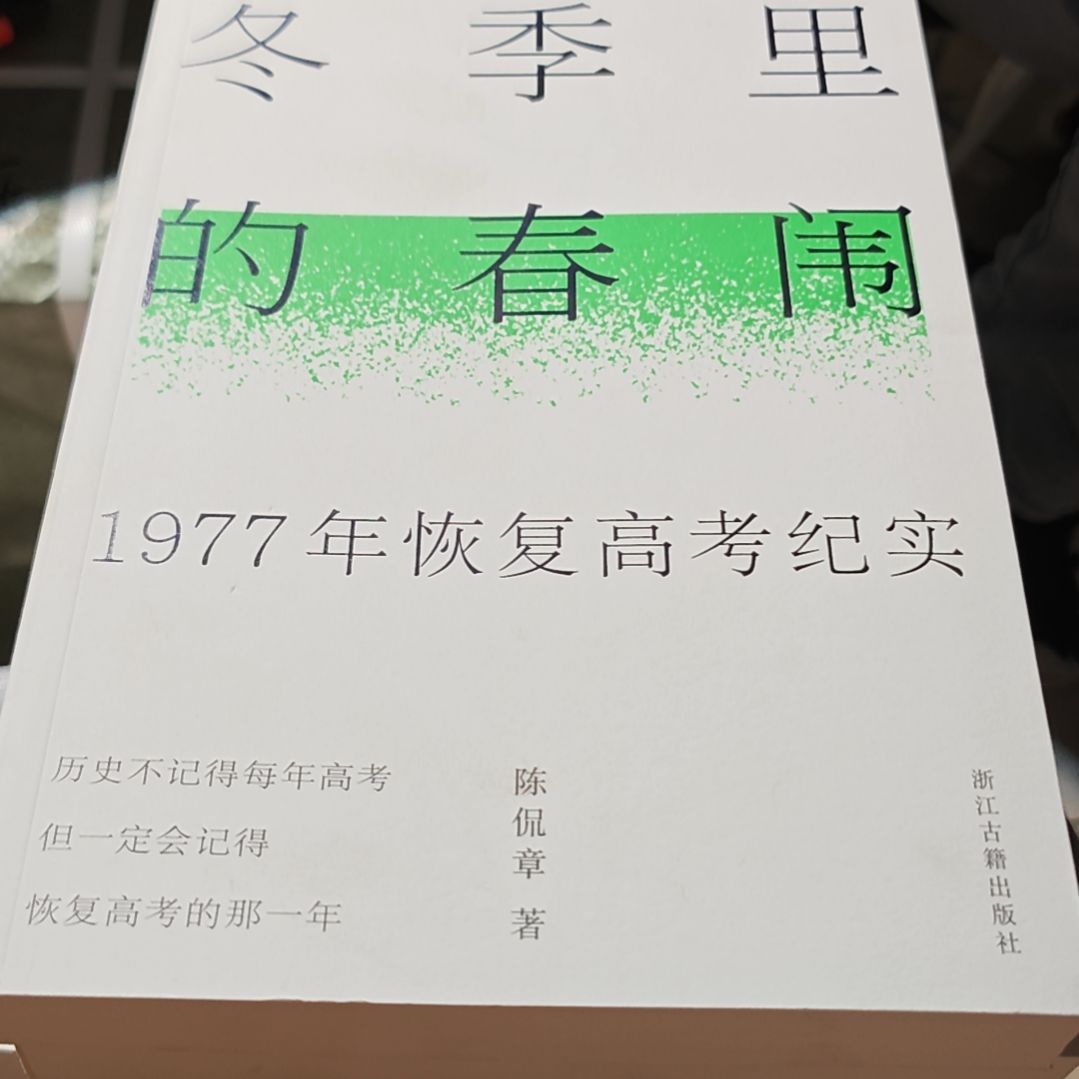 冬季里
的春闱
1977年恢复高考纪实
历史不记得每年高考
但一定会记得
恢复高考的那一年
陈侃章 著
浙江古籍出版社